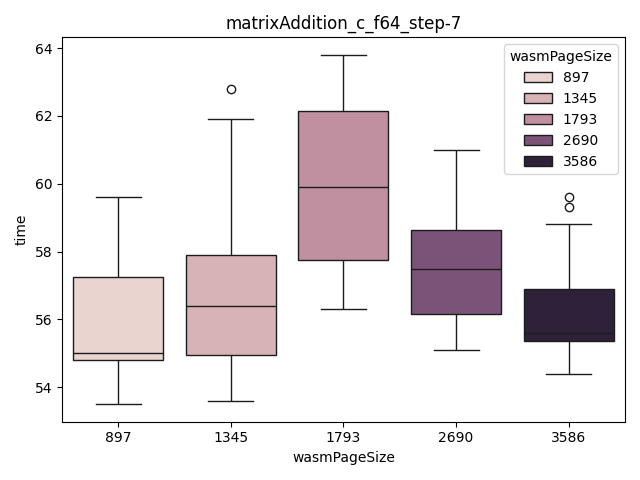 matrixAddition_c_f64_step-7
wasmPageSize
897
1345
1793
2690
3586
time
64
62
60
58
56
54
897 1345 1793 2690 3586
wasmPageSize